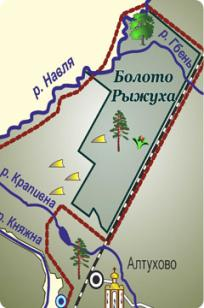 р. Гбень
р. Навля
Болото
Рыжуха
р. Крапивна
р. Княжна
Алтухово